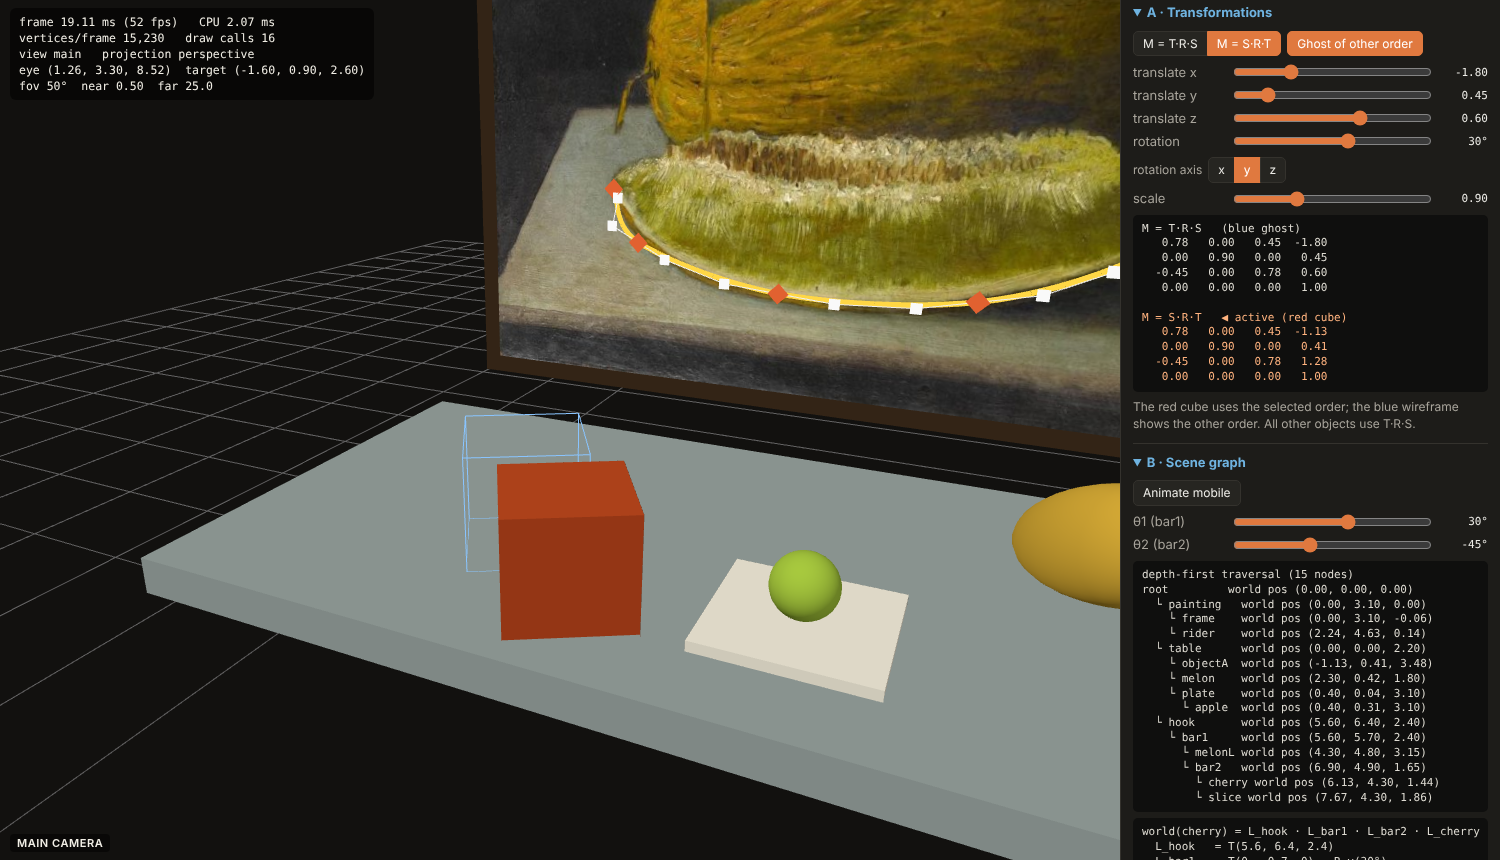 frame 19.11 ms (52 fps)   CPU 2.07 ms
vertices/frame 15,230   draw calls 16
view main   projection perspective
eye (1.26, 3.30, 8.52)  target (-1.60, 0.90, 2.60)
fov 50°  near 0.50  far 25.0
MAIN CAMERA
▼ A · Transformations
M = T·R·S   M = S·R·T   Ghost of other order
translate x   -1.80
translate y   0.45
translate z   0.60
rotation   30°
rotation axis   x   y   z
scale   0.90
M = T·R·S   (blue ghost)
0.78   0.00   0.45  -1.80
0.00   0.90   0.00   0.45
-0.45   0.00   0.78   0.60
0.00   0.00   0.00   1.00
M = S·R·T   ◀ active (red cube)
0.78   0.00   0.45  -1.13
0.00   0.90   0.00   0.41
-0.45   0.00   0.78   1.28
0.00   0.00   0.00   1.00
The red cube uses the selected order; the blue wireframe
shows the other order. All other objects use T·R·S.
▼ B · Scene graph
Animate mobile
θ1 (bar1)   30°
θ2 (bar2)   -45°
depth-first traversal (15 nodes)
root         world pos (0.00, 0.00, 0.00)
└ painting   world pos (0.00, 3.10, 0.00)
└ frame    world pos (0.00, 3.10, -0.06)
└ rider    world pos (2.24, 4.63, 0.14)
└ table      world pos (0.00, 0.00, 2.20)
└ objectA  world pos (-1.13, 0.41, 3.48)
└ melon    world pos (2.30, 0.42, 1.80)
└ plate    world pos (0.40, 0.04, 3.10)
└ apple  world pos (0.40, 0.31, 3.10)
└ hook       world pos (5.60, 6.40, 2.40)
└ bar1     world pos (5.60, 5.70, 2.40)
└ melonL world pos (4.30, 4.80, 3.15)
└ bar2   world pos (6.90, 4.90, 1.65)
└ cherry world pos (6.13, 4.30, 1.44)
└ slice world pos (7.67, 4.30, 1.86)
world(cherry) = L_hook · L_bar1 · L_bar2 · L_cherry
L_hook   = T(5.6, 6.4, 2.4)